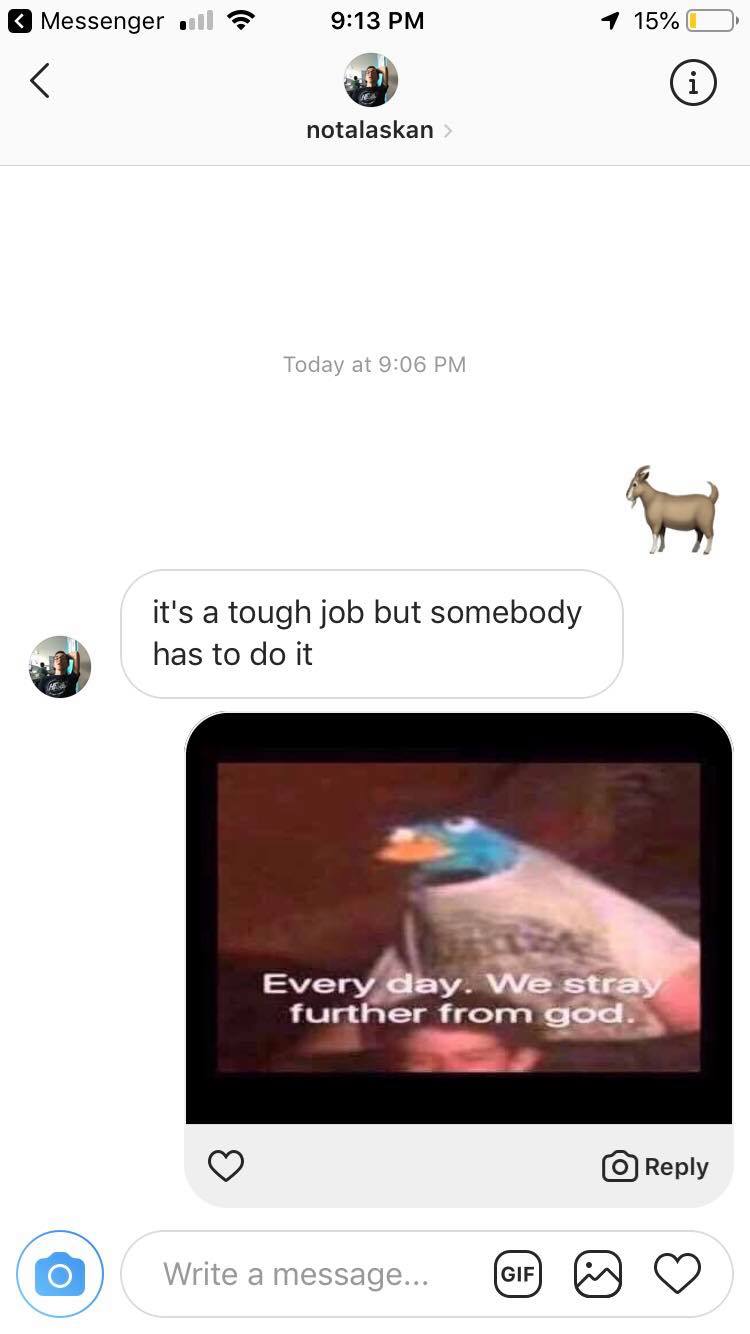 Messenger
9:13 PM
15%
notalaskan
Today at 9:06 PM
it's a tough job but somebody
has to do it
Every day. We stray
further from god.
Reply
Write a message...
GIF